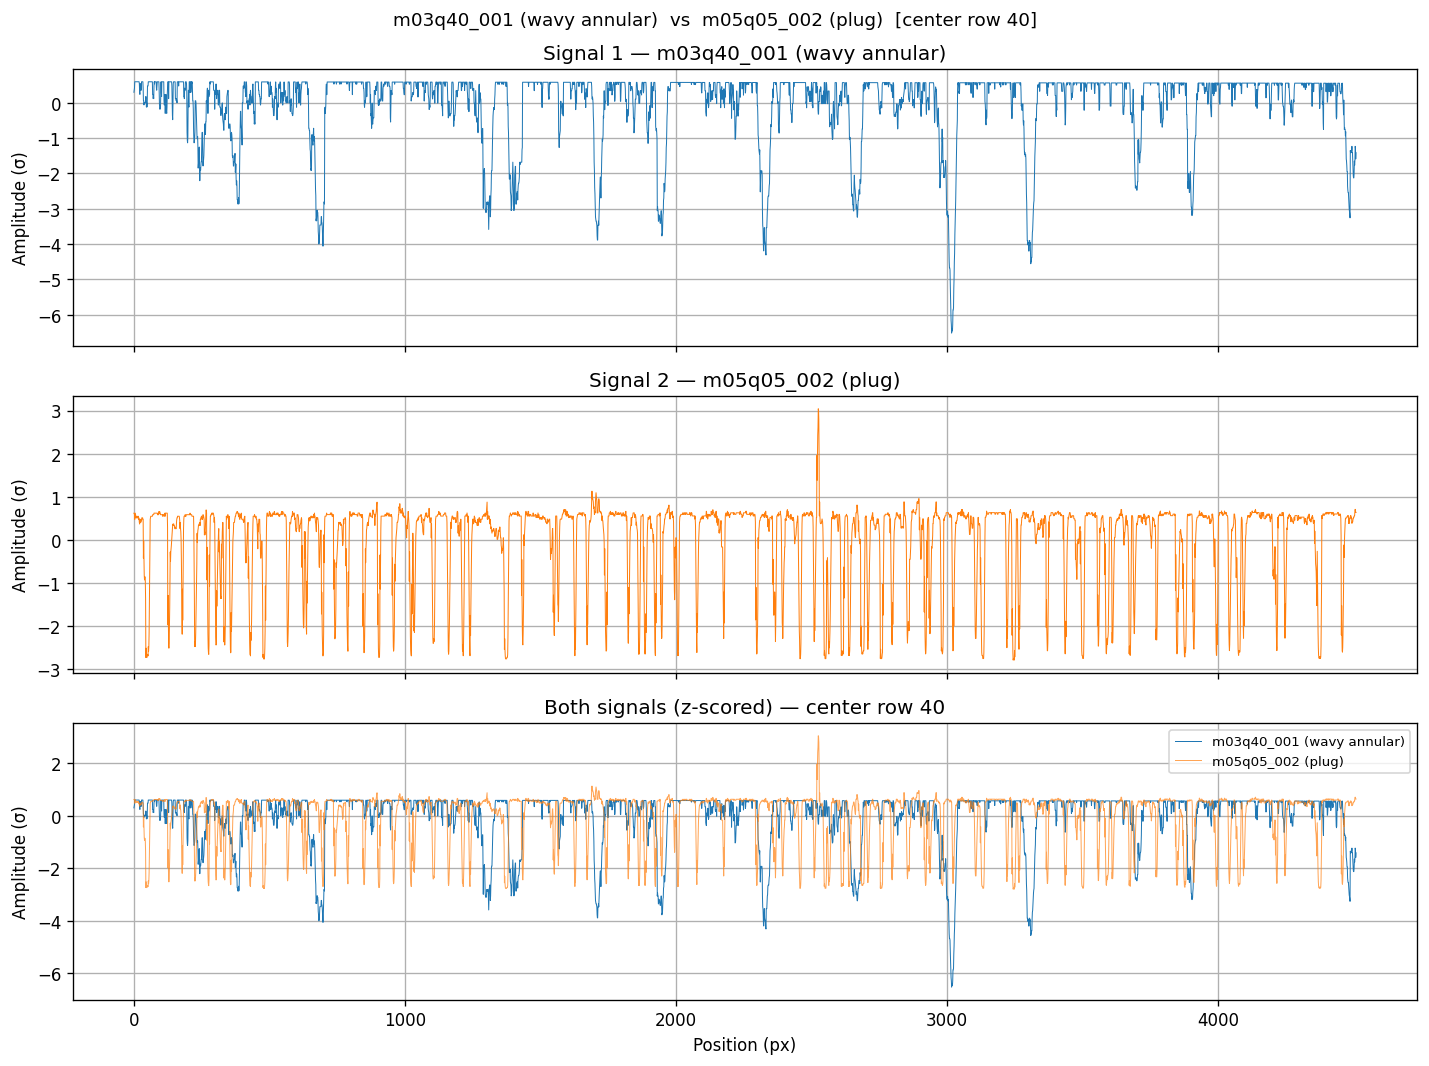 m03q40_001 (wavy annular)  vs  m05q05_002 (plug)  [center row 40]
Signal 1 — m03q40_001 (wavy annular)
0
−1
−2
−3
−4
−5
−6
Amplitude (σ)
Signal 2 — m05q05_002 (plug)
3
2
1
0
−1
−2
−3
Amplitude (σ)
Both signals (z-scored) — center row 40
m03q40_001 (wavy annular)
m05q05_002 (plug)
2
0
−2
−4
−6
Amplitude (σ)
0 1000 2000 3000 4000
Position (px)